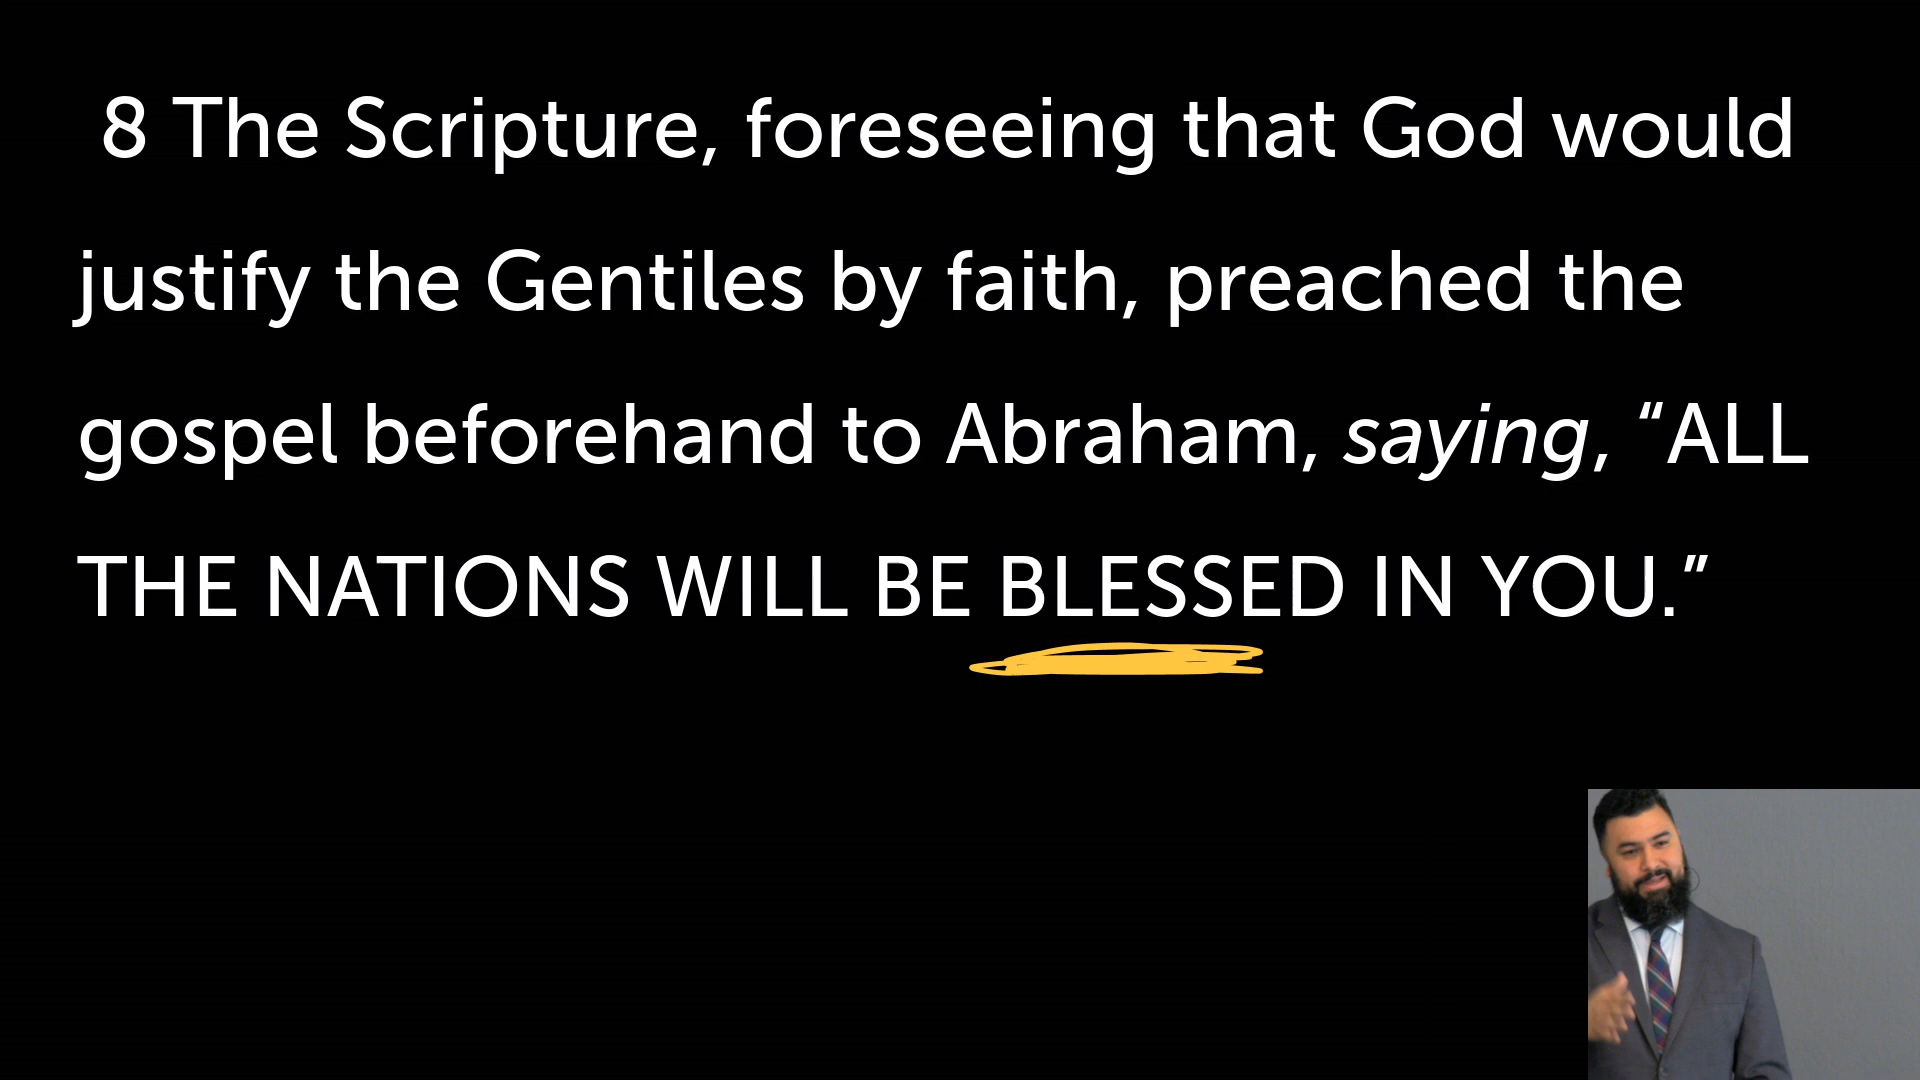 8 The Scripture, foreseeing that God would
justify the Gentiles by faith, preached the
gospel beforehand to Abraham, saying, “ALL
THE NATIONS WILL BE BLESSED IN YOU.”